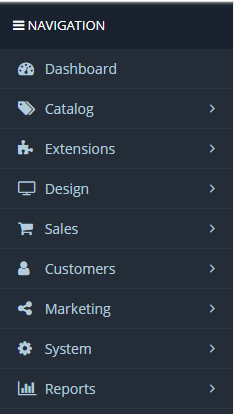 NAVIGATION
Dashboard
Catalog
Extensions
Design
Sales
Customers
Marketing
System
Reports